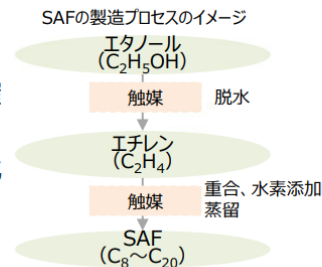 SAFの製造プロセスのイメージ
エタノール
(C₂H₅OH)
触媒 脱水
エチレン
(C₂H₄)
触媒 重合、水素添加
蒸留
SAF
(C₈～C₂₀)